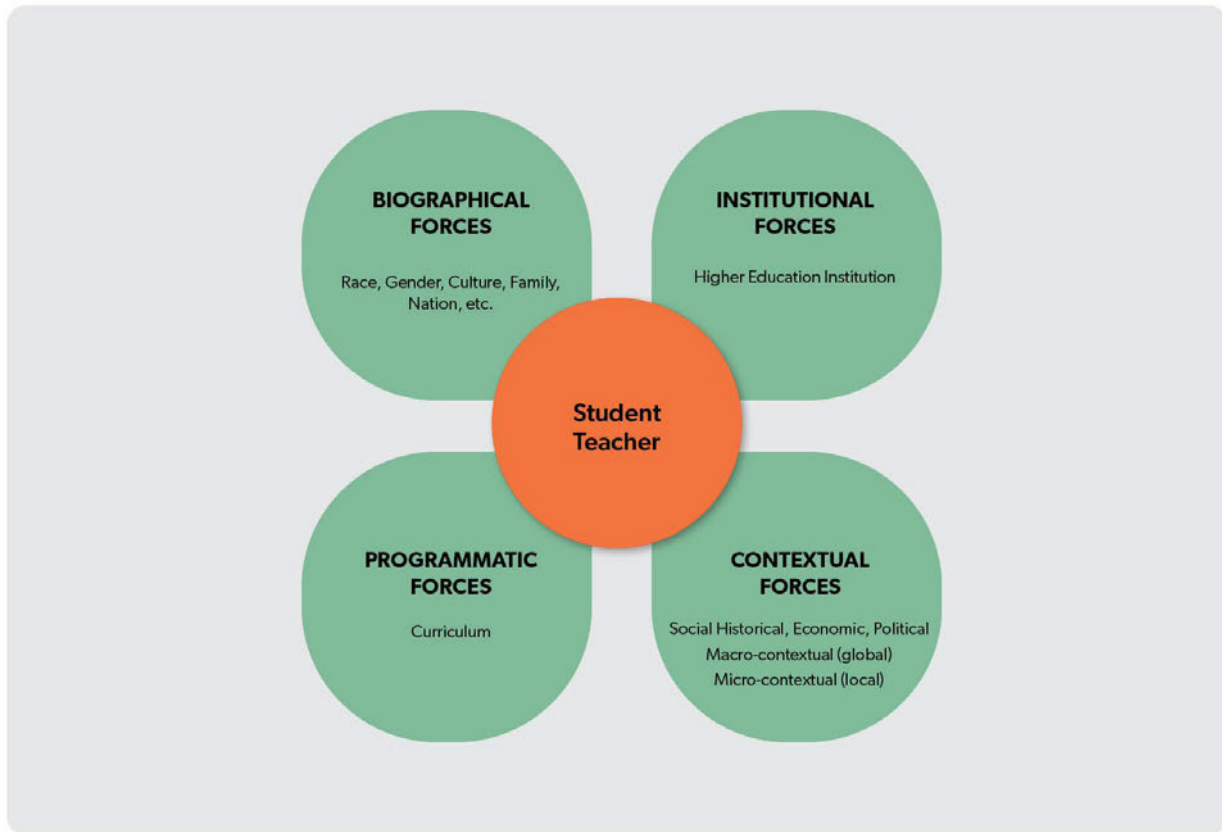 BIOGRAPHICAL
FORCES
Race, Gender, Culture, Family,
Nation, etc.
INSTITUTIONAL
FORCES
Higher Education Institution
Student
Teacher
PROGRAMMATIC
FORCES
Curriculum
CONTEXTUAL
FORCES
Social Historical, Economic, Political
Macro-contextual (global)
Micro-contextual (local)